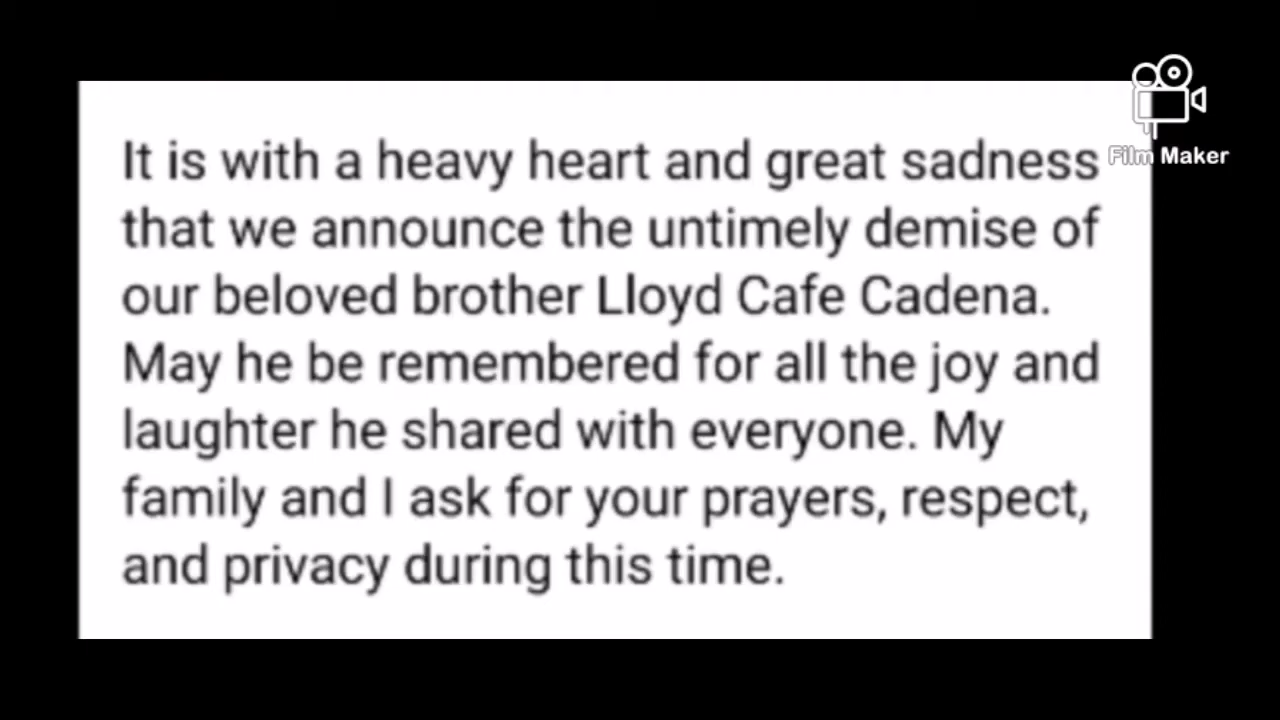 Film Maker
It is with a heavy heart and great sadness
that we announce the untimely demise of
our beloved brother Lloyd Cafe Cadena.
May he be remembered for all the joy and
laughter he shared with everyone. My
family and I ask for your prayers, respect,
and privacy during this time.